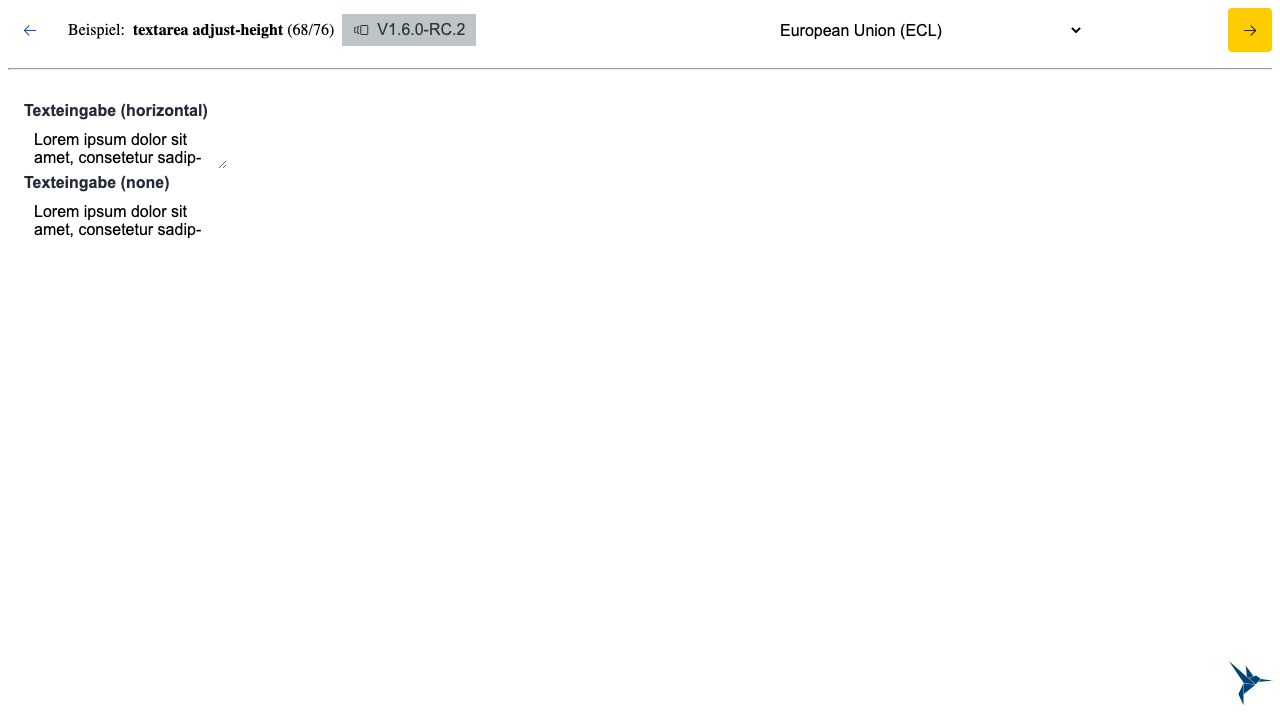 Beispiel: textarea adjust-height (68/76) V1.6.0-RC.2 European Union (ECL)
Texteingabe (horizontal)
Lorem ipsum dolor sit
amet, consetetur sadip-
Texteingabe (none)
Lorem ipsum dolor sit
amet, consetetur sadip-